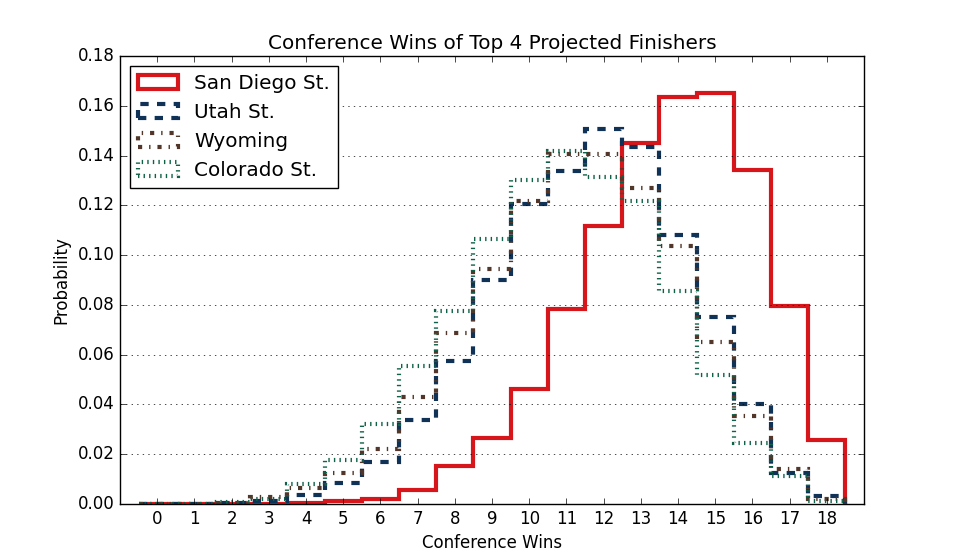 Conference Wins of Top 4 Projected Finishers
San Diego St.
Utah St.
Wyoming
Colorado St.
Probability
0.18
0.16
0.14
0.12
0.10
0.08
0.06
0.04
0.02
0.00
0 1 2 3 4 5 6 7 8 9 10 11 12 13 14 15 16 17 18
Conference Wins